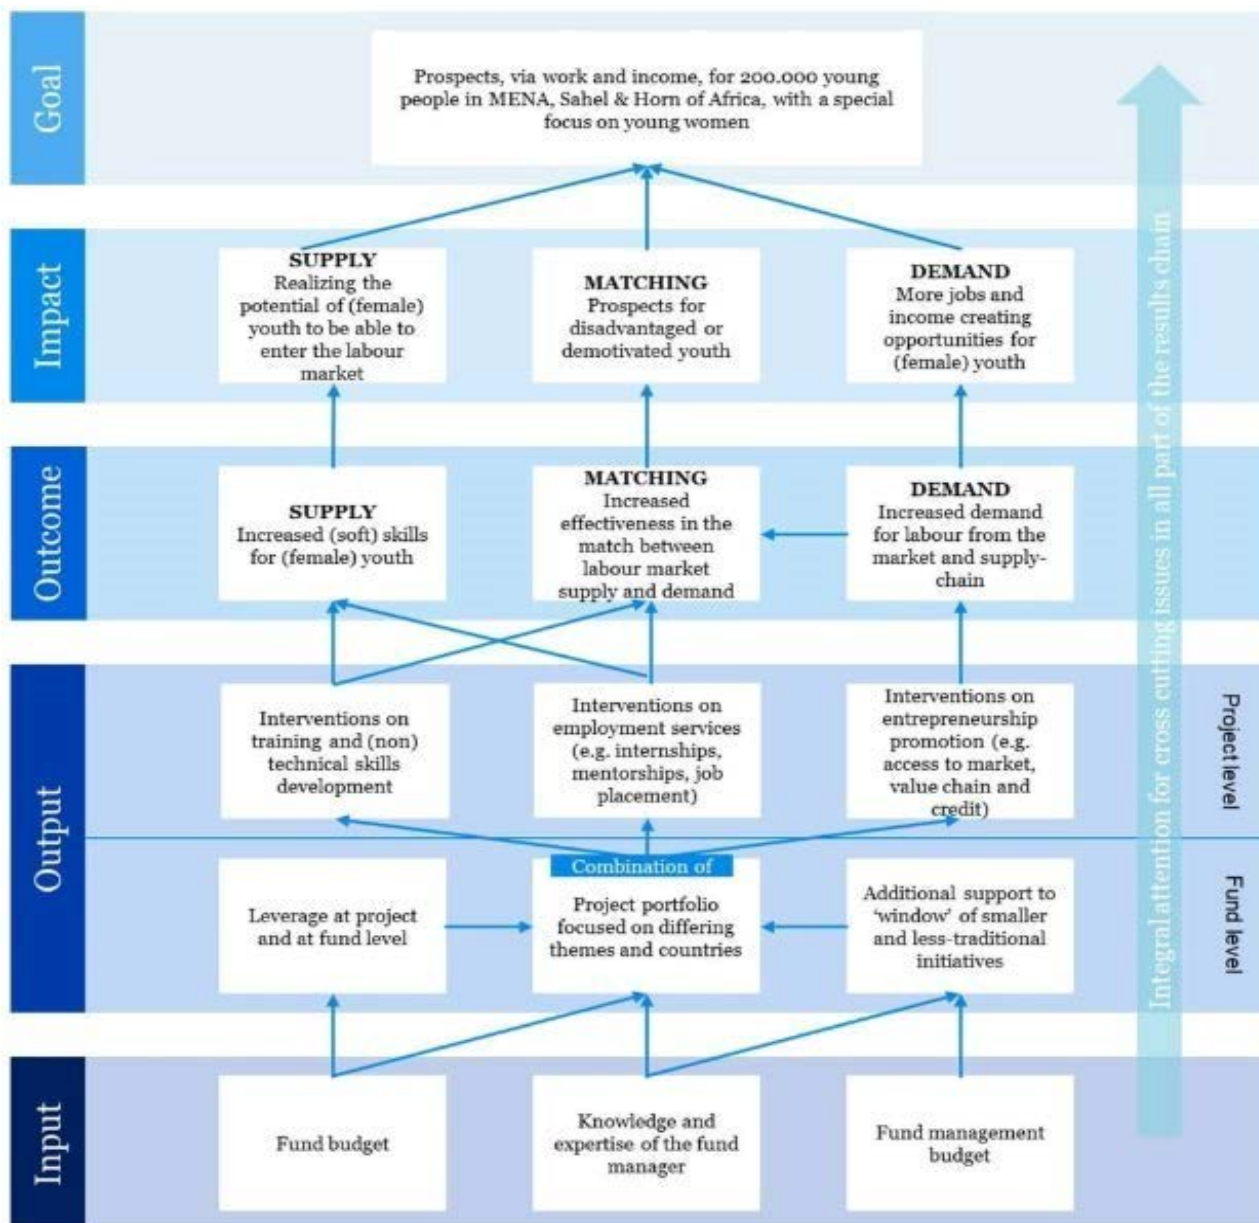 Goal
Prospects, via work and income, for 200.000 young
people in MENA, Sahel & Horn of Africa, with a special
focus on young women
Impact
SUPPLY
Realizing the
potential of (female)
youth to be able to
enter the labour
market
MATCHING
Prospects for
disadvantaged or
demotivated youth
DEMAND
More jobs and
income creating
opportunities for
(female) youth
Outcome
SUPPLY
Increased (soft) skills
for (female) youth
MATCHING
Increased
effectiveness in the
match between
labour market
supply and demand
DEMAND
Increased demand
for labour from the
market and supply-
chain
Output
Interventions on
training and (non)
technical skills
development
Interventions on
employment services
(e.g. internships,
mentorships, job
placement)
Interventions on
entrepreneurship
promotion (e.g.
access to market,
value chain and
credit)
Project level
Leverage at project
and at fund level
Combination of
Project portfolio
focused on differing
themes and countries
Additional support to
‘window’ of smaller
and less-traditional
initiatives
Fund level
Input
Fund budget
Knowledge and
expertise of the fund
manager
Fund management
budget
Integral attention for cross cutting issues in all part of the results chain